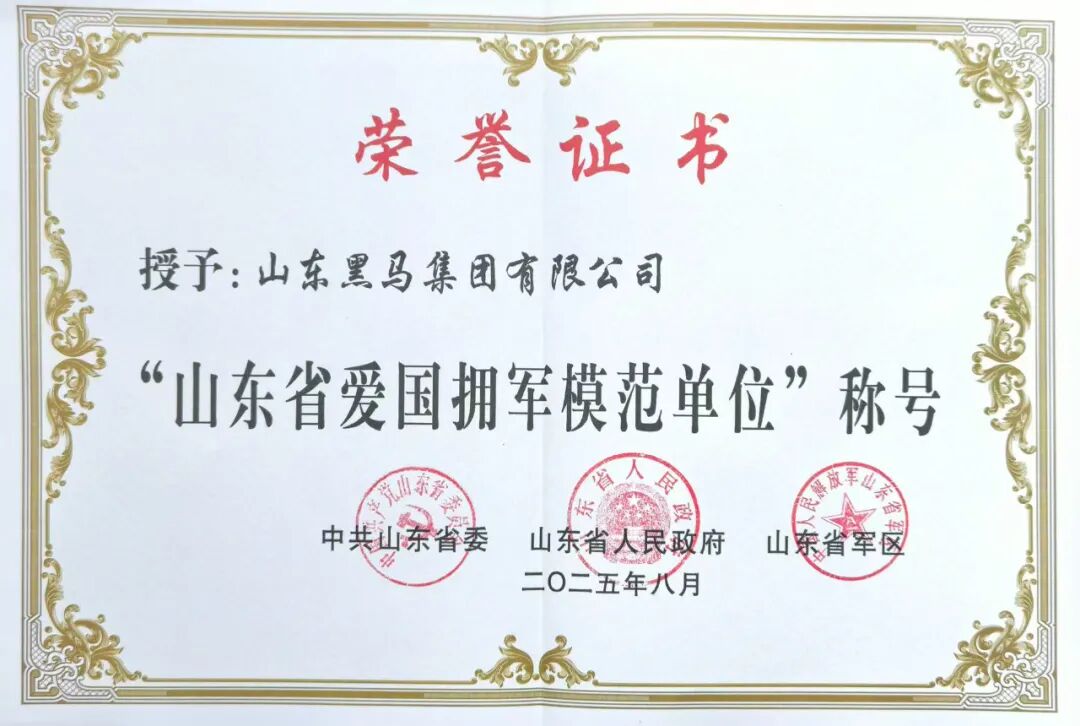 荣誉证书
授予：山东黑马集团有限公司
“山东省爱国拥军模范单位”称号
中共山东省委 山东省人民政府 山东省军区
二〇二五年八月